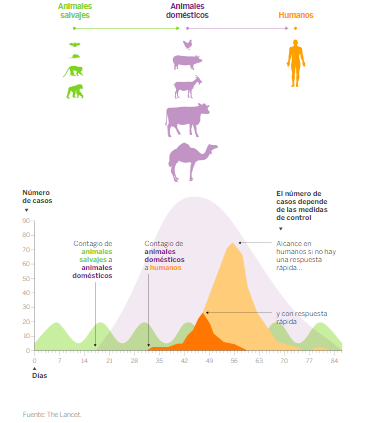 Animales
salvajes
Animales
domésticos
Humanos
Número
de casos
El número de
casos depende
de las medidas
de control
Contagio de
animales
salvajes a
animales
domésticos
Contagio de
animales
domésticos
a humanos
Alcance en
humanos si no hay
una respuesta
rápida...
y con respuesta
rápida
90
80
70
60
50
40
30
20
10
0
0 7 14 21 28 35 42 49 56 63 70 77 84
Días
Fuente: The Lancet.